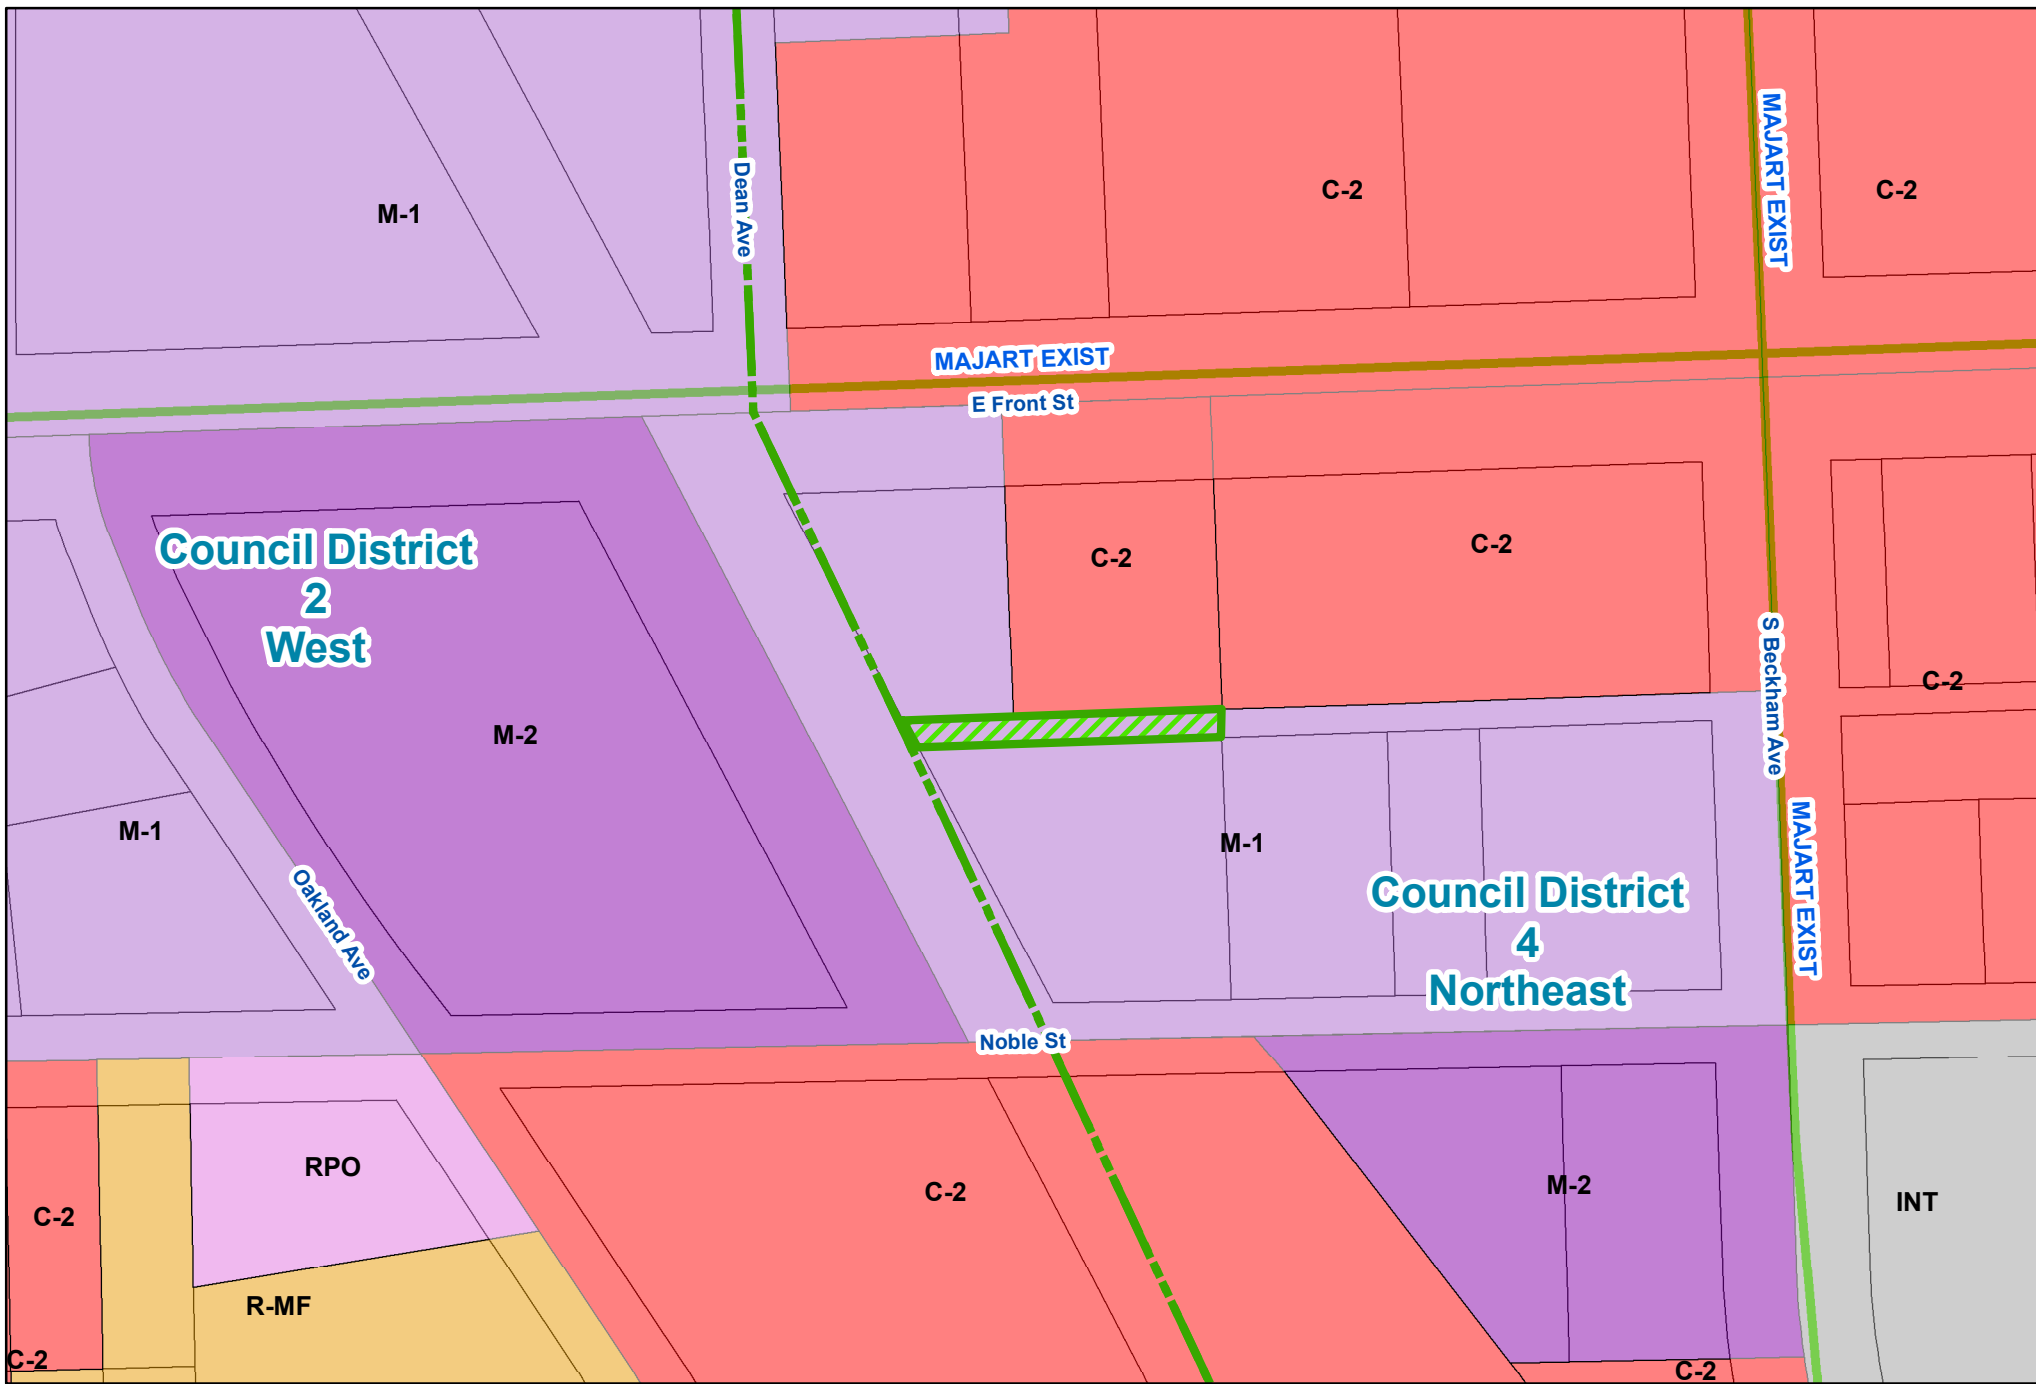 MAJART EXIST
Dean Ave
C-2
C-2
M-1
MAJART EXIST
E Front St
Council District
2
West
C-2
C-2
S Beckham Ave
C-2
M-2
M-1
M-1
MAJART EXIST
Oakland Ave
Council District
4
Northeast
Noble St
RPO
C-2
M-2
INT
C-2
R-MF
C-2
C-2